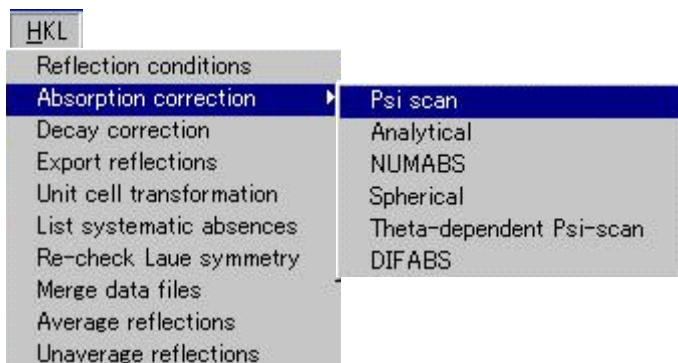 HKL
Reflection conditions
Absorption correction
Decay correction
Export reflections
Unit cell transformation
List systematic absences
Re-check Laue symmetry
Merge data files
Average reflections
Unaverage reflections
Psi scan
Analytical
NUMABS
Spherical
Theta-dependent Psi-scan
DIFABS